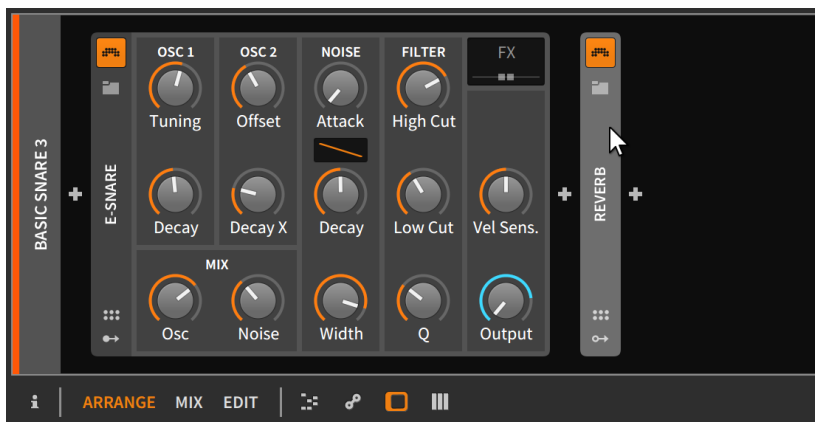 BASIC SNARE 3
E-SNARE
OSC 1 OSC 2 NOISE FILTER FX
Tuning Offset Attack High Cut
Decay Decay X Decay Low Cut Vel Sens.
MIX
Osc Noise Width Q Output
REVERB
i ARRANGE MIX EDIT